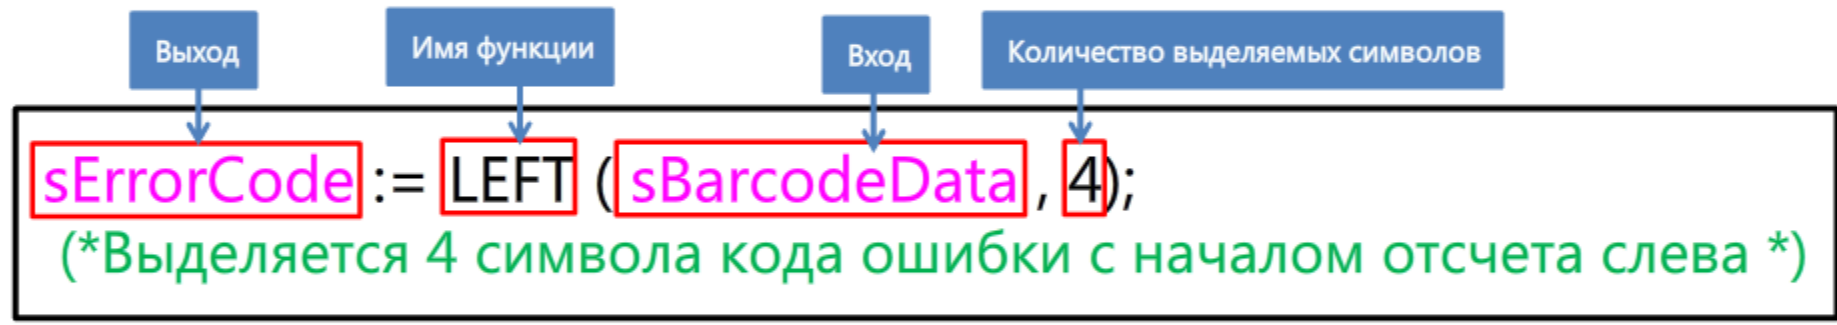 Выход
Имя функции
Вход
Количество выделяемых символов
sErrorCode := LEFT ( sBarcodeData , 4);
(*Выделяется 4 символа кода ошибки с началом отсчета слева *)